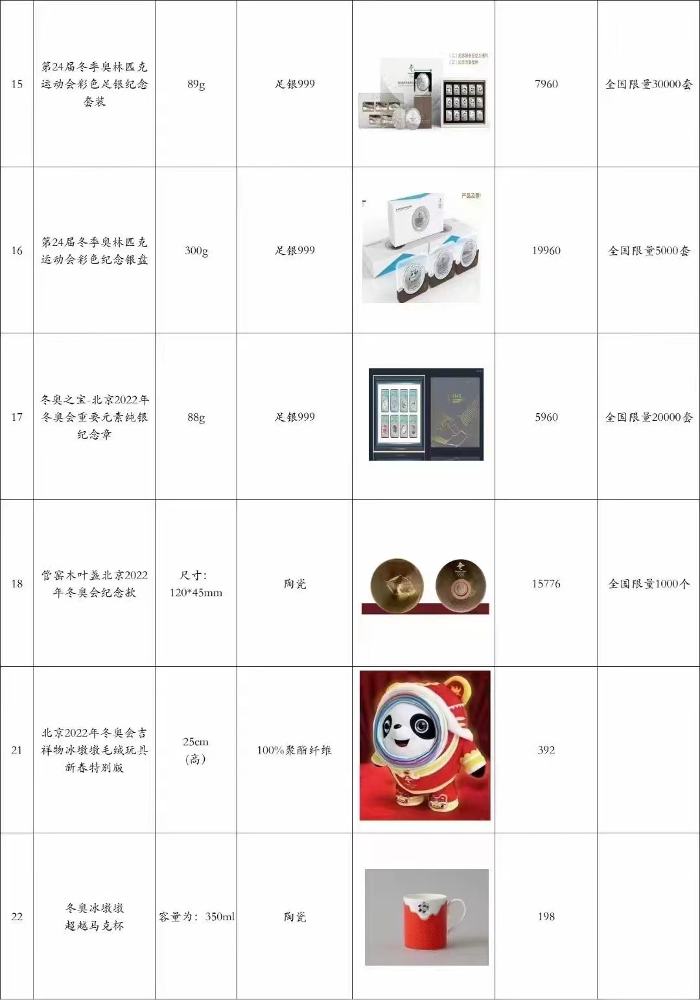 15
第24届冬季奥林匹克
运动会彩色足银纪念
套装
89g
足银999
7960
全国限量30000套
16
第24届冬季奥林匹克
运动会彩色纪念银盘
300g
足银999
产品及整
19960
全国限量5000套
17
冬奥之宝-北京2022年
冬奥会重要元素纯银
纪念章
88g
足银999
5960
全国限量20000套
18
管窑木叶盏北京2022
年冬奥会纪念款
尺寸：
120*45mm
陶瓷
15776
全国限量1000个
21
北京2022年冬奥会吉
祥物冰墩墩毛绒玩具
新春特别版
25cm
(高）
100%聚酯纤维
392
22
冬奥冰墩墩
超越马克杯
容量为：350ml
陶瓷
198